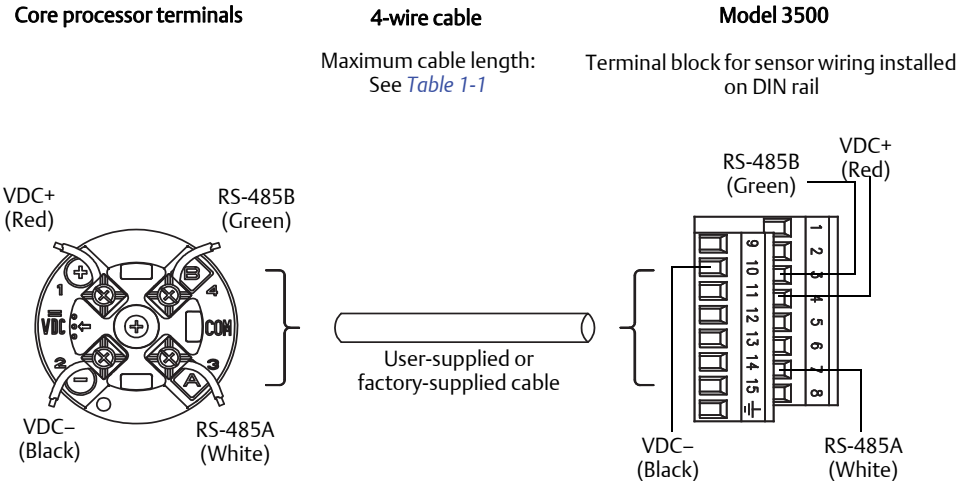 Core processor terminals
4-wire cable
Model 3500
Maximum cable length:
See Table 1-1
Terminal block for sensor wiring installed
on DIN rail
VDC+
(Red)
RS-485B
(Green)
B
1
4
VDC
COM
2
3
A
VDC–
(Black)
RS-485A
(White)
User-supplied or
factory-supplied cable
RS-485B
(Green)
VDC+
(Red)
9
10
11
12
13
14
15
1
2
3
4
5
6
7
8
VDC–
(Black)
RS-485A
(White)